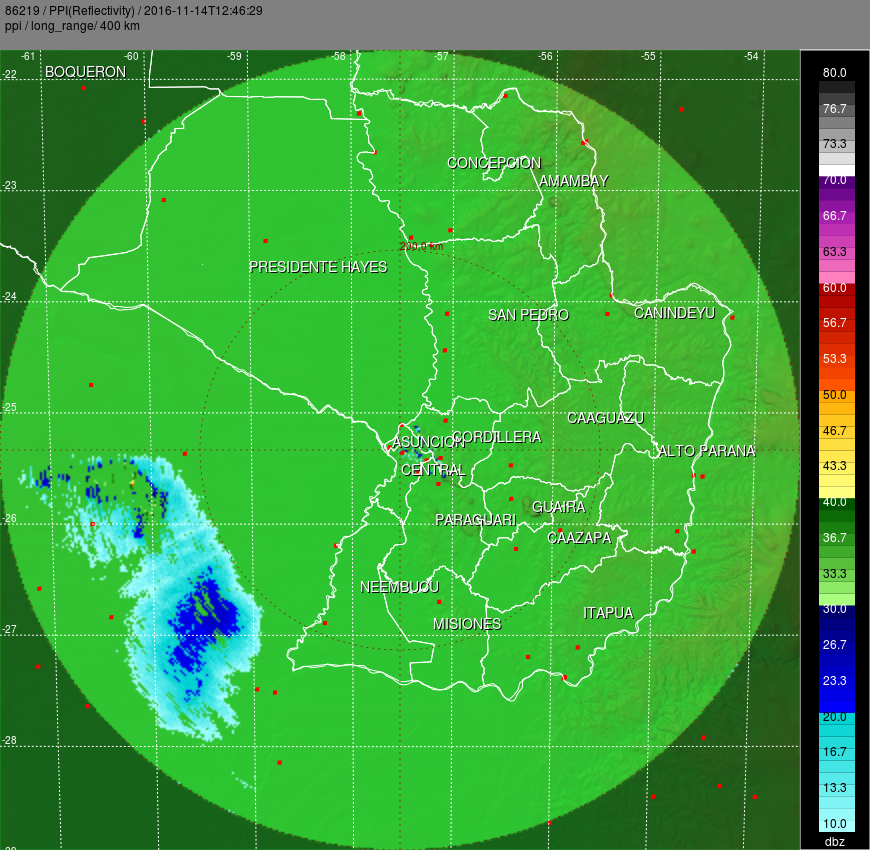 86219 / PPI(Reflectivity) / 2016-11-14T12:46:29
ppi / long_range/ 400 km
-61 -60 -59 -58 -57 -56 -55 -54
-22
BOQUERON
CONCEPCION
AMAMBAY
-23
200.0 km
PRESIDENTE HAYES
-24
SAN PEDRO
CANINDEYU
-25
CAAGUAZU
ASUNCION
CORDILLERA
ALTO PARANA
CENTRAL
GUAIRA
-26
PARAGUARI
CAAZAPA
NEEMBUCU
ITAPUA
MISIONES
-27
-28
80.0
76.7
73.3
70.0
66.7
63.3
60.0
56.7
53.3
50.0
46.7
43.3
40.0
36.7
33.3
30.0
26.7
23.3
20.0
16.7
13.3
10.0
dbz